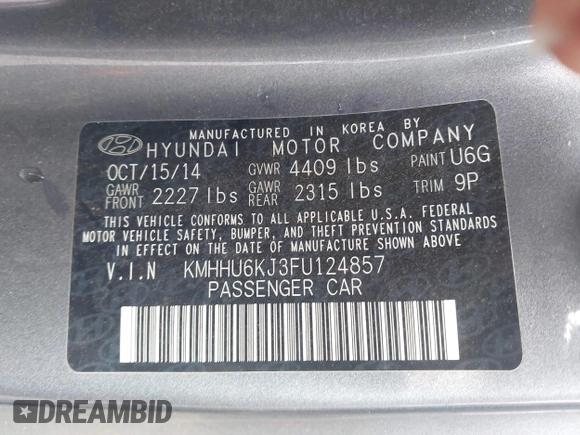 MANUFACTURED IN KOREA BY
HYUNDAI MOTOR COMPANY
OCT/15/14 GVWR 4409 lbs PAINT U6G
GAWR FRONT 2227 lbs GAWR REAR 2315 lbs TRIM 9P
THIS VEHICLE CONFORMS TO ALL APPLICABLE U.S.A. FEDERAL
MOTOR VEHICLE SAFETY, BUMPER, AND THEFT PREVENTION STANDARDS
IN EFFECT ON THE DATE OF MANUFACTURE SHOWN ABOVE.
V.I.N KMHHU6KJ3FU124857
PASSENGER CAR
DREAMBID